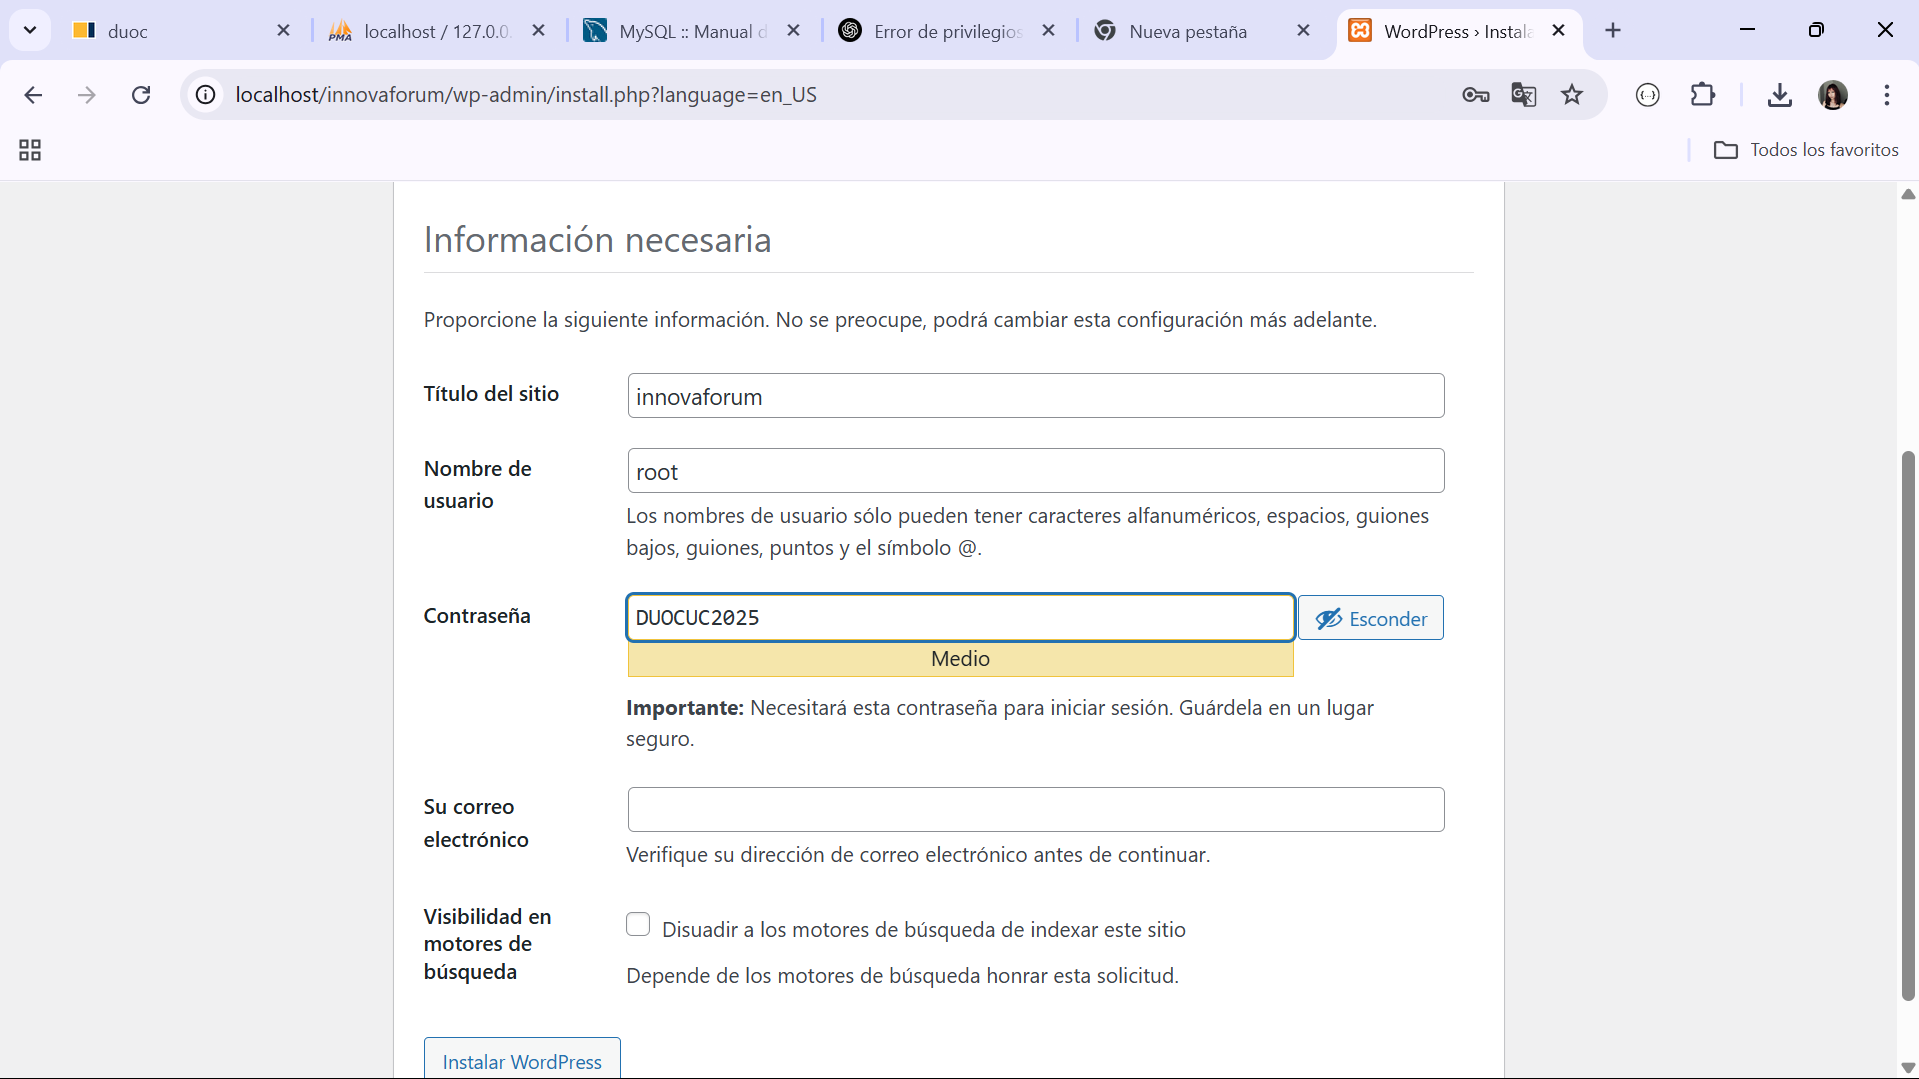 duoc
localhost / 127.0.0.
MySQL :: Manual d
Error de privilegios
Nueva pestaña
WordPress › Instala
localhost/innovaforum/wp-admin/install.php?language=en_US
Todos los favoritos
Información necesaria
Proporcione la siguiente información. No se preocupe, podrá cambiar esta configuración más adelante.
Título del sitio
innovaforum
Nombre de
usuario
root
Los nombres de usuario sólo pueden tener caracteres alfanuméricos, espacios, guiones
bajos, guiones, puntos y el símbolo @.
Contraseña
DUOCUC2025
Esconder
Medio
Importante: Necesitará esta contraseña para iniciar sesión. Guárdela en un lugar
seguro.
Su correo
electrónico
Verifique su dirección de correo electrónico antes de continuar.
Visibilidad en
motores de
búsqueda
Disuadir a los motores de búsqueda de indexar este sitio
Depende de los motores de búsqueda honrar esta solicitud.
Instalar WordPress